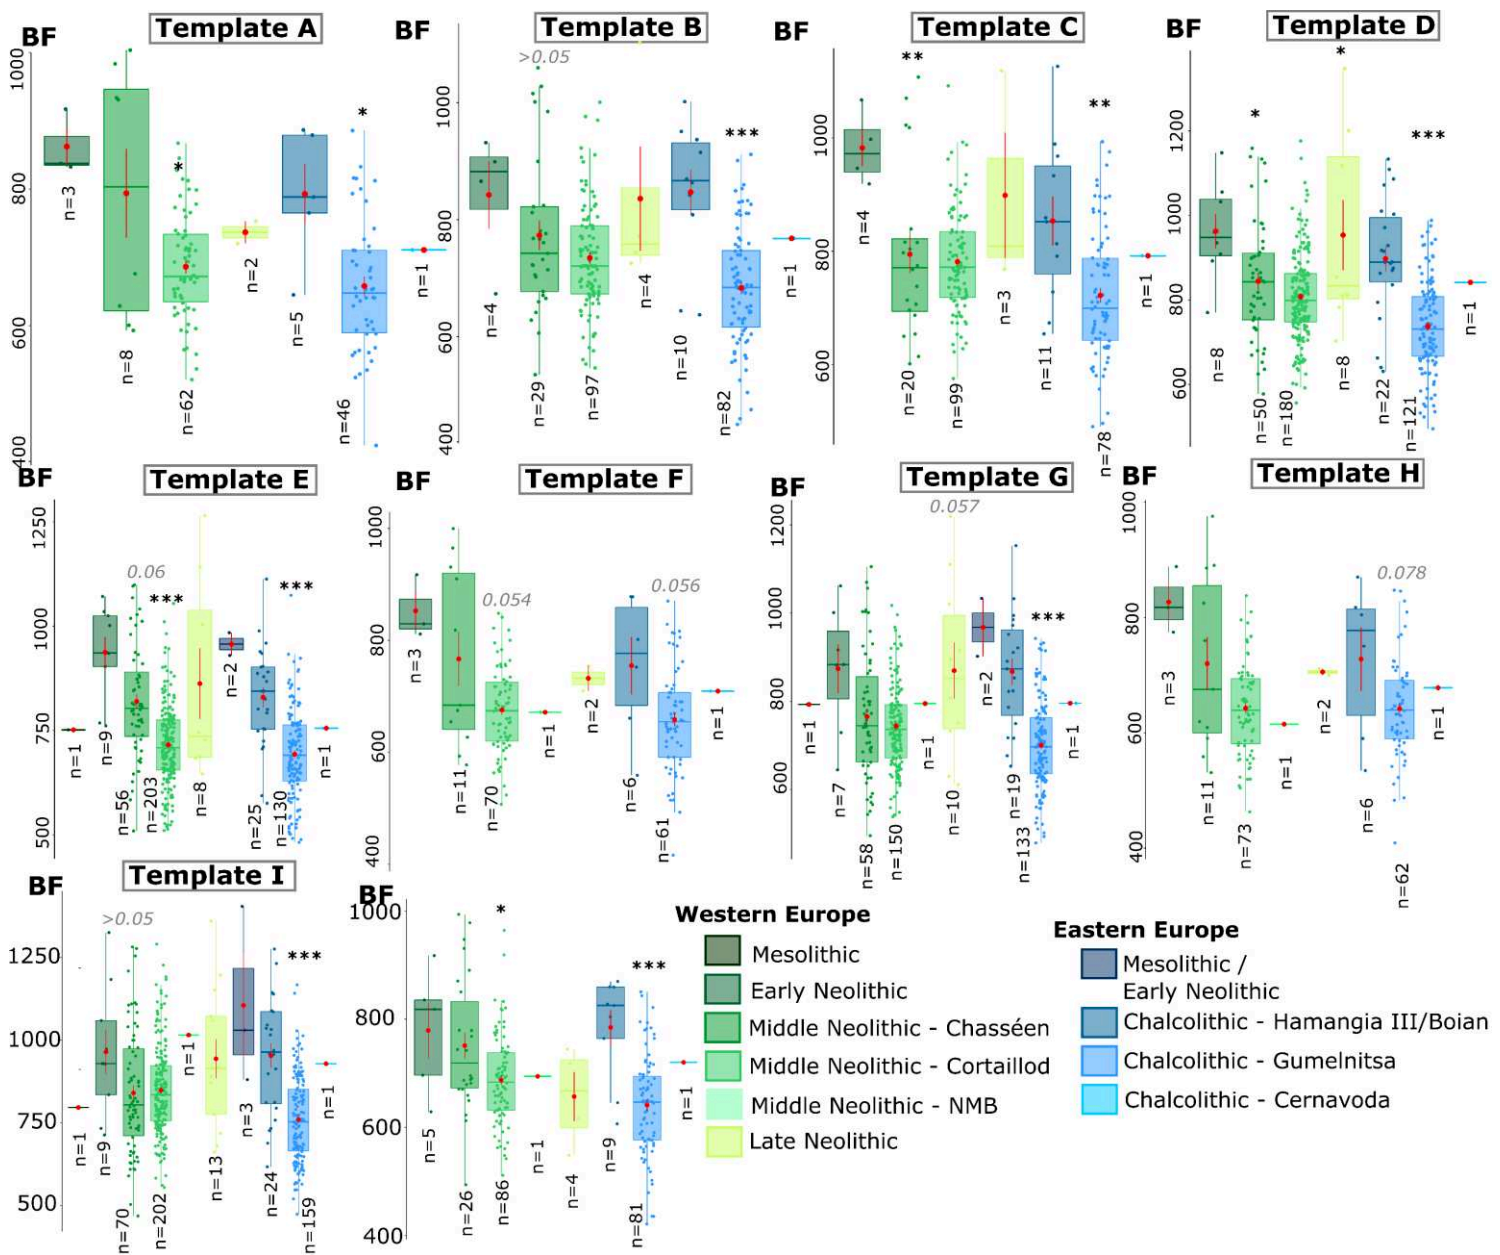 BF
Template A
1000
800
600
400
n=3
n=8
*
n=62
n=2
n=5
*
n=46
n=1
BF
Template B
1000
800
600
400
n=4
>0.05
n=29
n=97
n=4
n=10
***
n=82
n=1
BF
Template C
1000
800
600
n=4
**
n=20
n=99
n=3
n=11
**
n=78
n=1
BF
Template D
1200
1000
800
600
n=8
*
n=50
n=180
*
n=8
n=22
***
n=121
n=1
BF
Template E
1250
1000
750
500
n=1
n=9
0.06
n=56
***
n=203
n=8
n=2
n=25
***
n=130
n=1
BF
Template F
1000
800
600
400
n=3
n=11
0.054
n=70
n=1
n=2
n=6
0.056
n=61
n=1
BF
Template G
1200
1000
800
600
n=1
n=7
n=58
n=150
n=1
0.057
n=10
n=2
n=19
***
n=133
n=1
BF
Template H
1000
800
600
400
n=3
n=11
n=73
n=1
n=2
n=6
0.078
n=62
n=1
BF
Template I
1250
1000
750
500
n=1
n=9
>0.05
n=70
n=202
n=1
n=13
n=3
n=24
***
n=159
n=1
BF
1000
800
600
400
n=5
n=26
*
n=86
n=1
n=4
n=9
***
n=81
n=1
Western Europe
Mesolithic
Early Neolithic
Middle Neolithic - Chasséen
Middle Neolithic - Cortaillod
Middle Neolithic - NMB
Late Neolithic
Eastern Europe
Mesolithic /
Early Neolithic
Chalcolithic - Hamangia III/Boian
Chalcolithic - Gumelnitsa
Chalcolithic - Cernavoda